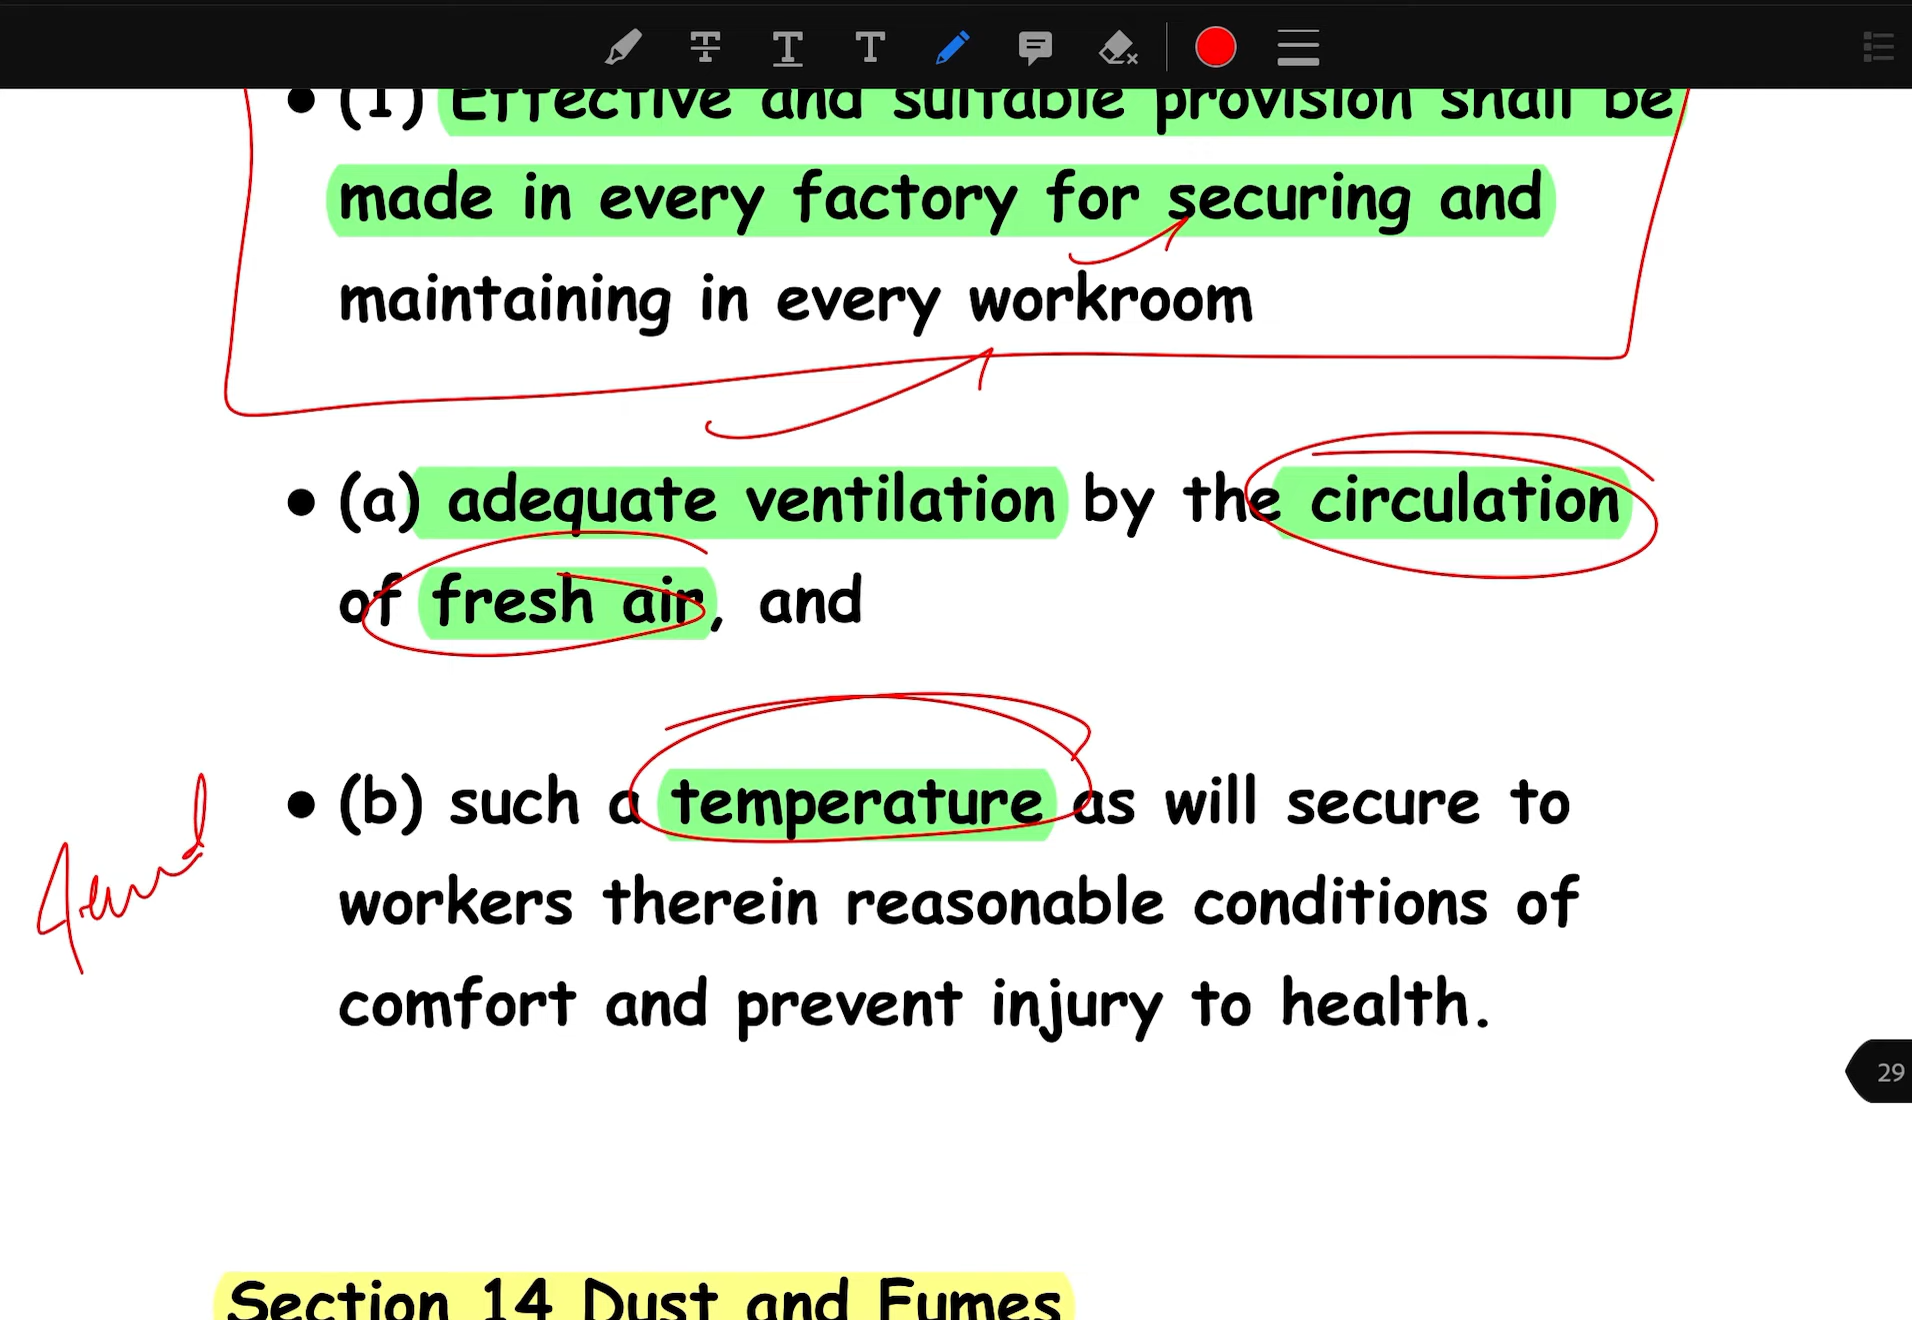 • (1) Effective and suitable provision shall be
made in every factory for securing and
maintaining in every workroom
• (a) adequate ventilation by the circulation
of fresh air, and
• (b) such a temperature as will secure to
workers therein reasonable conditions of
comfort and prevent injury to health.
29
Section 14 Dust and Fumes